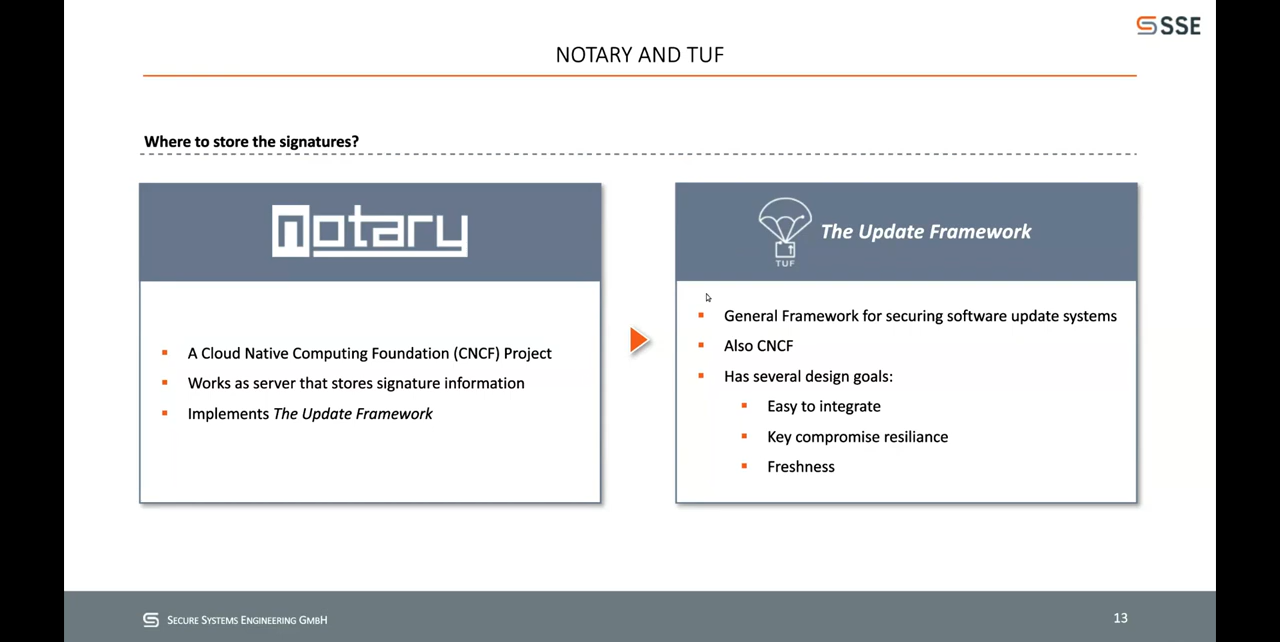 SSE
NOTARY AND TUF
Where to store the signatures?
notary
A Cloud Native Computing Foundation (CNCF) Project
Works as server that stores signature information
Implements The Update Framework
TUF
The Update Framework
General Framework for securing software update systems
Also CNCF
Has several design goals:
Easy to integrate
Key compromise resiliance
Freshness
SECURE SYSTEMS ENGINEERING GMBH
13